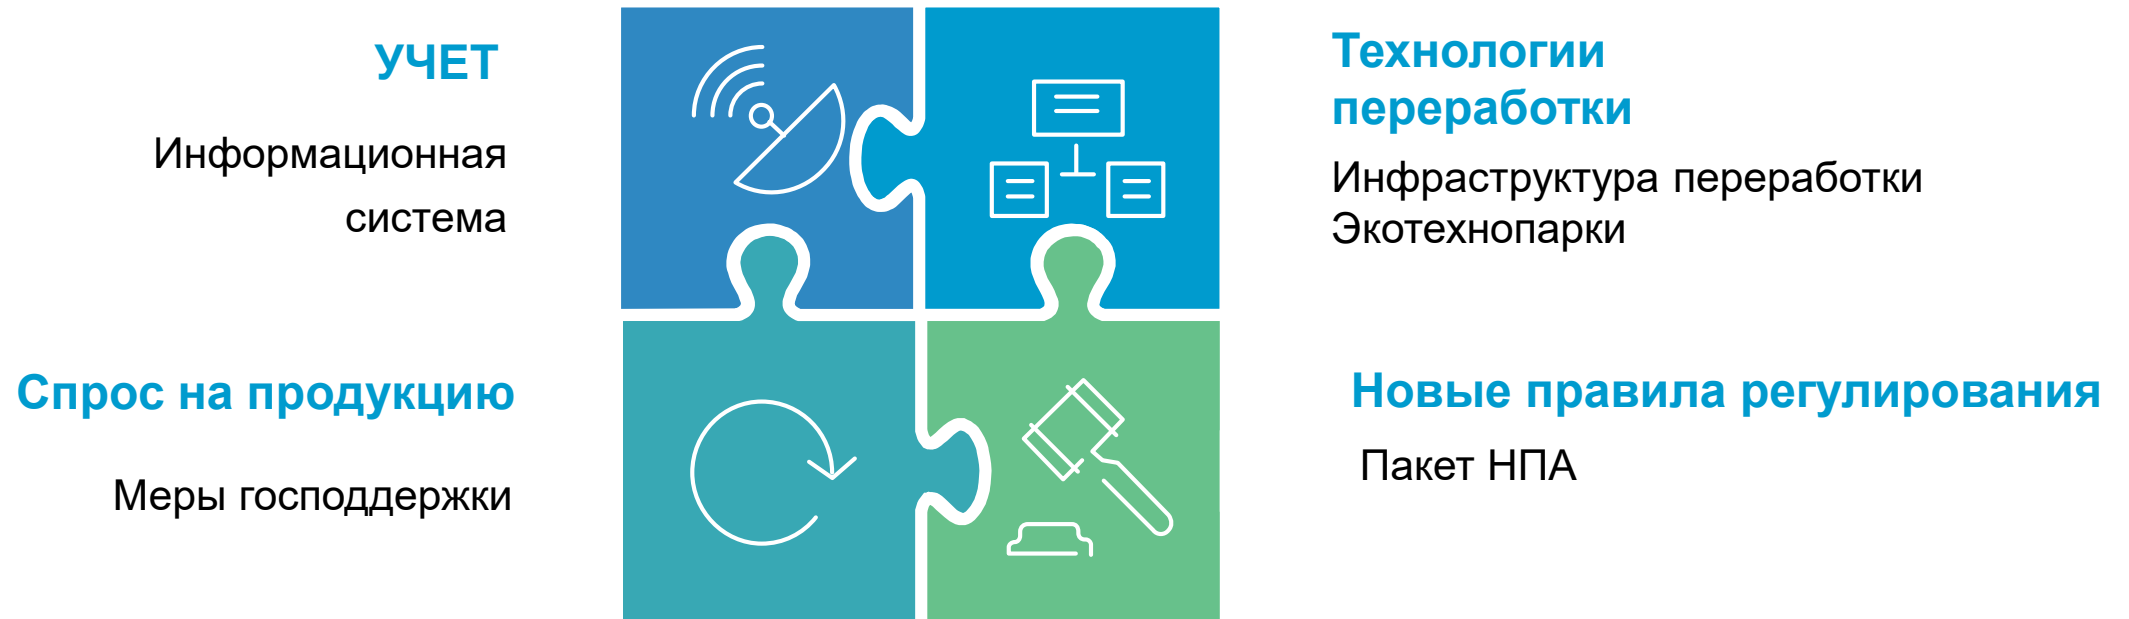 УЧЕТ
Информационная
система
Технологии
переработки
Инфраструктура переработки
Экотехнопарки
Спрос на продукцию
Меры господдержки
Новые правила регулирования
Пакет НПА